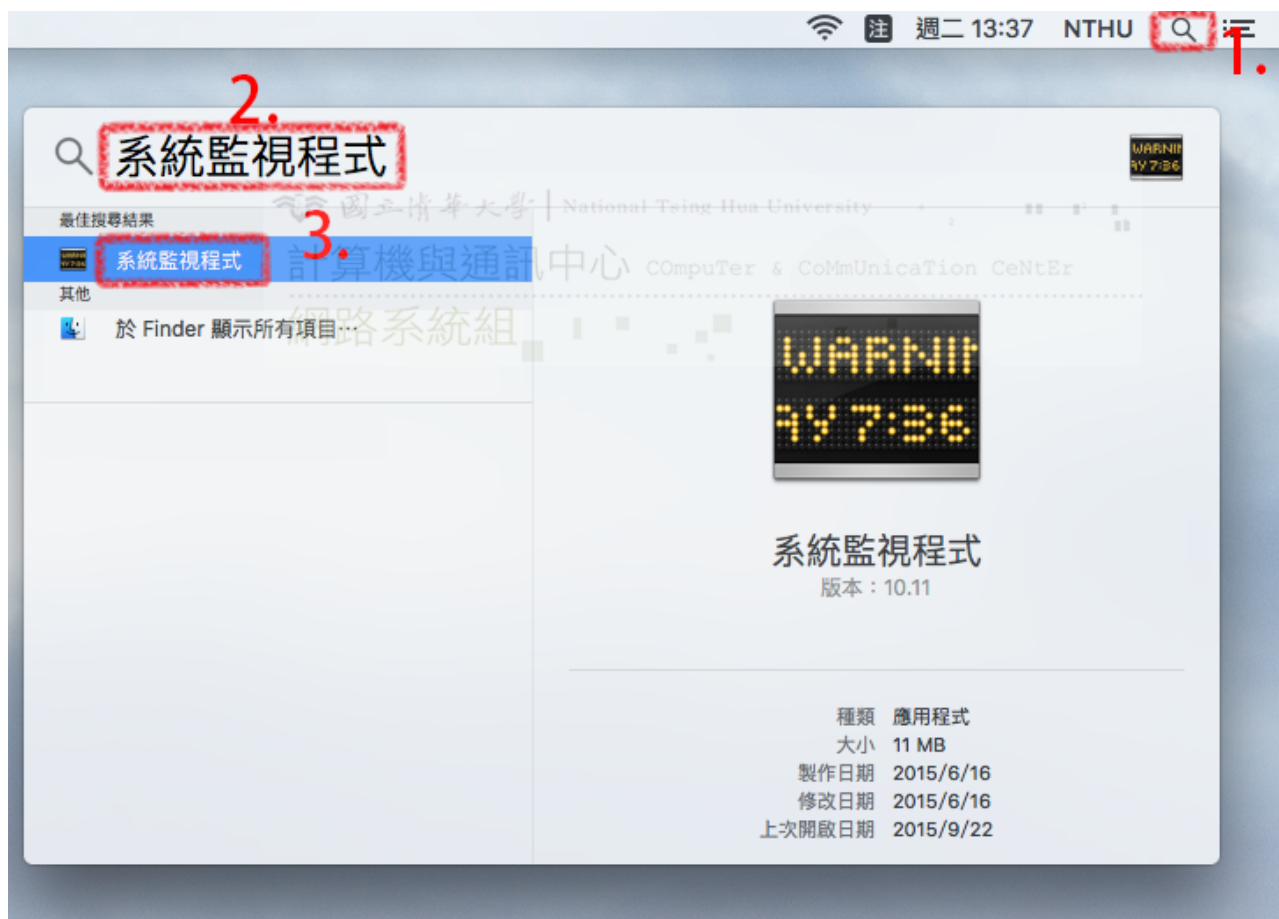 注 週二 13:37 NTHU
1.
2.
系統監視程式
WARNIN
AY 7:36
國立清華大學 | National Tsing Hua University
最佳搜尋結果
3.
系統監視程式
計算機與通訊中心 COmpuTer & CoMmUnicaTion CeNtEr
其他
於 Finder 顯示所有項目…
網路系統組
WARNIN
AY 7:36
系統監視程式
版本：10.11
種類 應用程式
大小 11 MB
製作日期 2015/6/16
修改日期 2015/6/16
上次開啟日期 2015/9/22